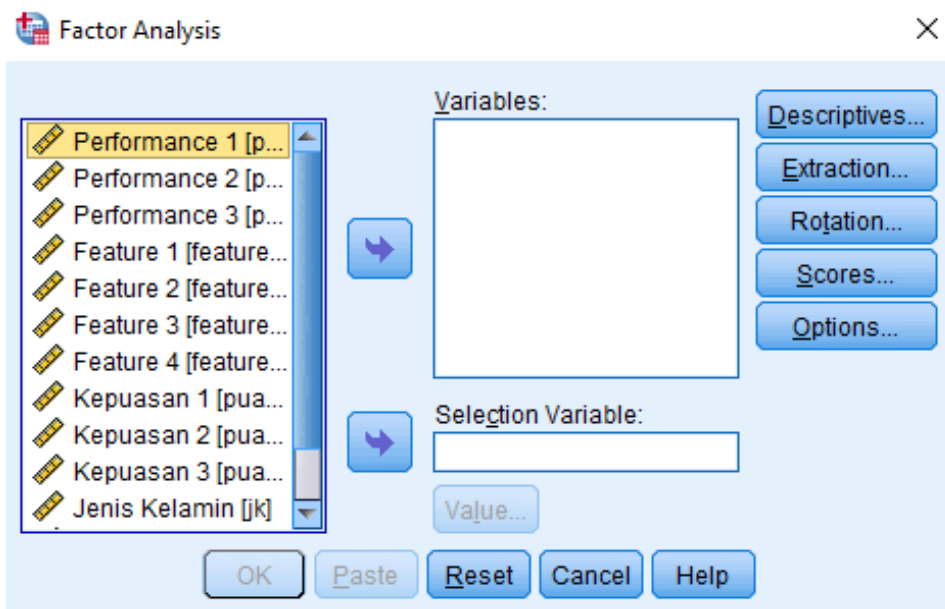 Factor Analysis
Performance 1 [p...
Performance 2 [p...
Performance 3 [p...
Feature 1 [feature...
Feature 2 [feature...
Feature 3 [feature...
Feature 4 [feature...
Kepuasan 1 [pua...
Kepuasan 2 [pua...
Kepuasan 3 [pua...
Jenis Kelamin [jk]
Variables:
Selection Variable:
Value...
Descriptives...
Extraction...
Rotation...
Scores...
Options...
OK
Paste
Reset
Cancel
Help